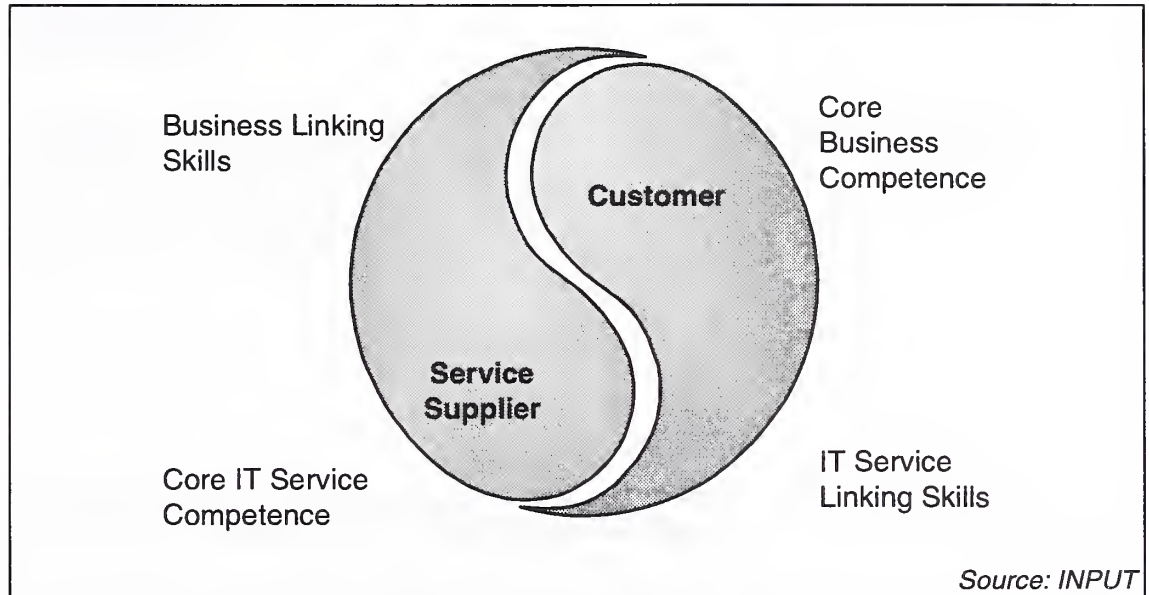 Business Linking
Skills
Core
Business
Competence
Customer
Service
Supplier
Core IT Service
Competence
IT Service
Linking Skills
Source: INPUT